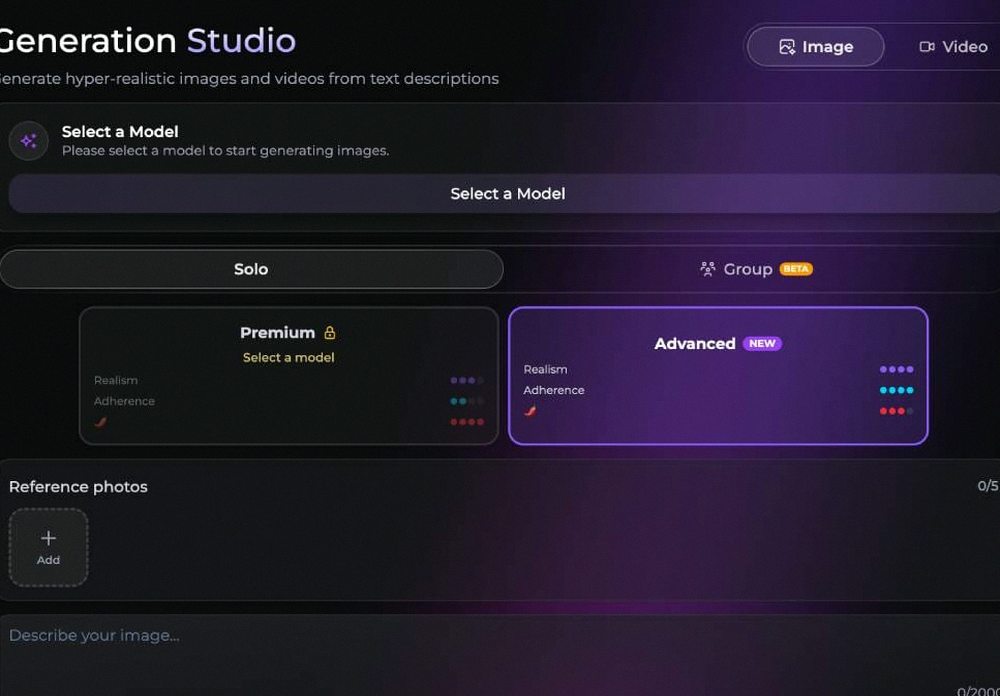 Generation Studio
Generate hyper-realistic images and videos from text descriptions
Image
Video
Select a Model
Please select a model to start generating images.
Select a Model
Solo
Group BETA
Premium
Select a model
Realism
Adherence
Advanced NEW
Realism
Adherence
Reference photos
0/5
Add
Describe your image...
0/2000